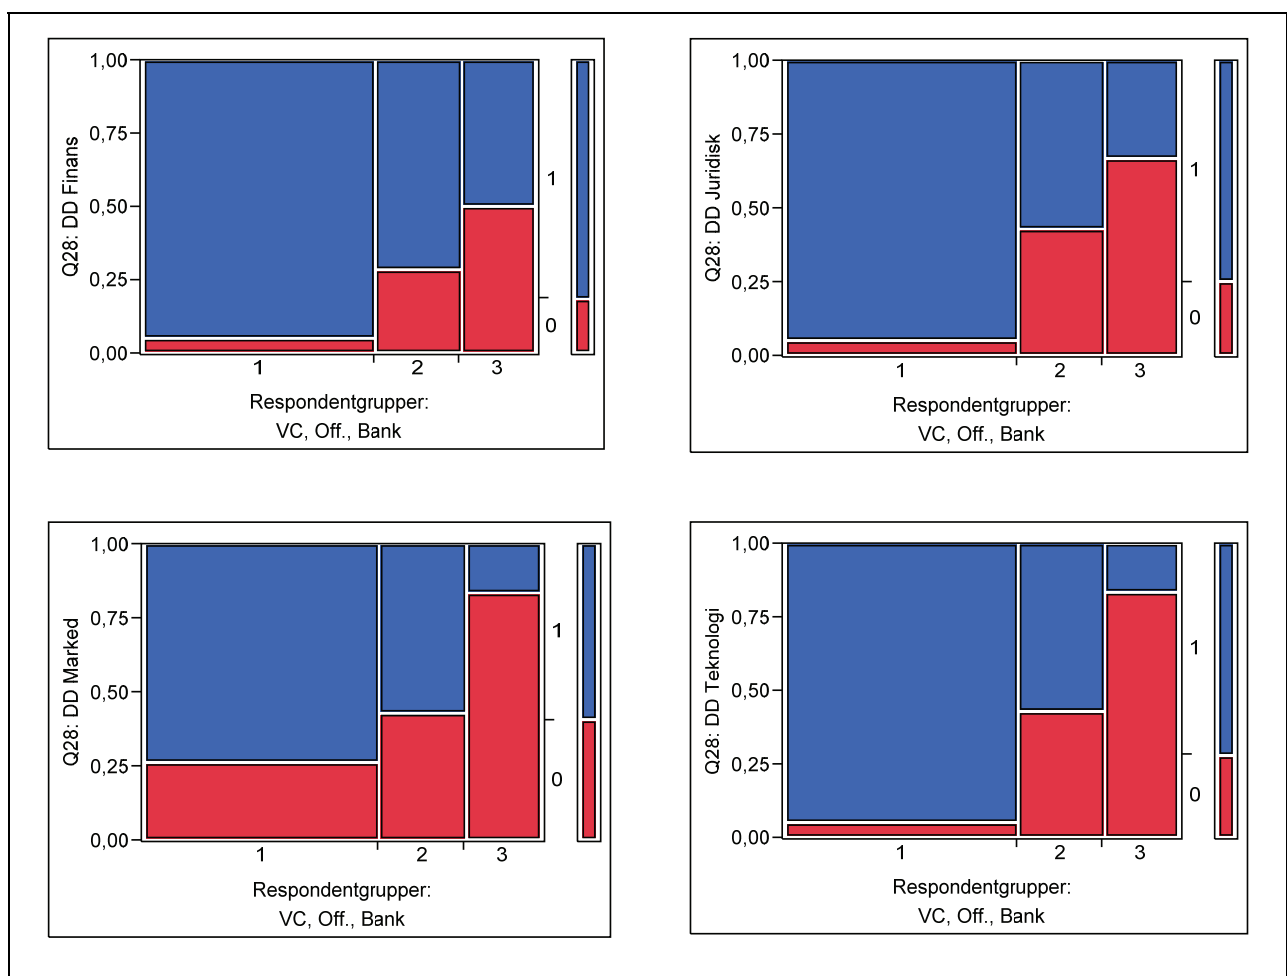 Q28: DD Finans
1,00
0,75
0,50
0,25
0,00
1
0
1 2 3
Respondentgrupper:
VC, Off., Bank
Q28: DD Juridisk
1,00
0,75
0,50
0,25
0,00
1
0
1 2 3
Respondentgrupper:
VC, Off., Bank
Q28: DD Marked
1,00
0,75
0,50
0,25
0,00
1
0
1 2 3
Respondentgrupper:
VC, Off., Bank
Q28: DD Teknologi
1,00
0,75
0,50
0,25
0,00
1
0
1 2 3
Respondentgrupper:
VC, Off., Bank